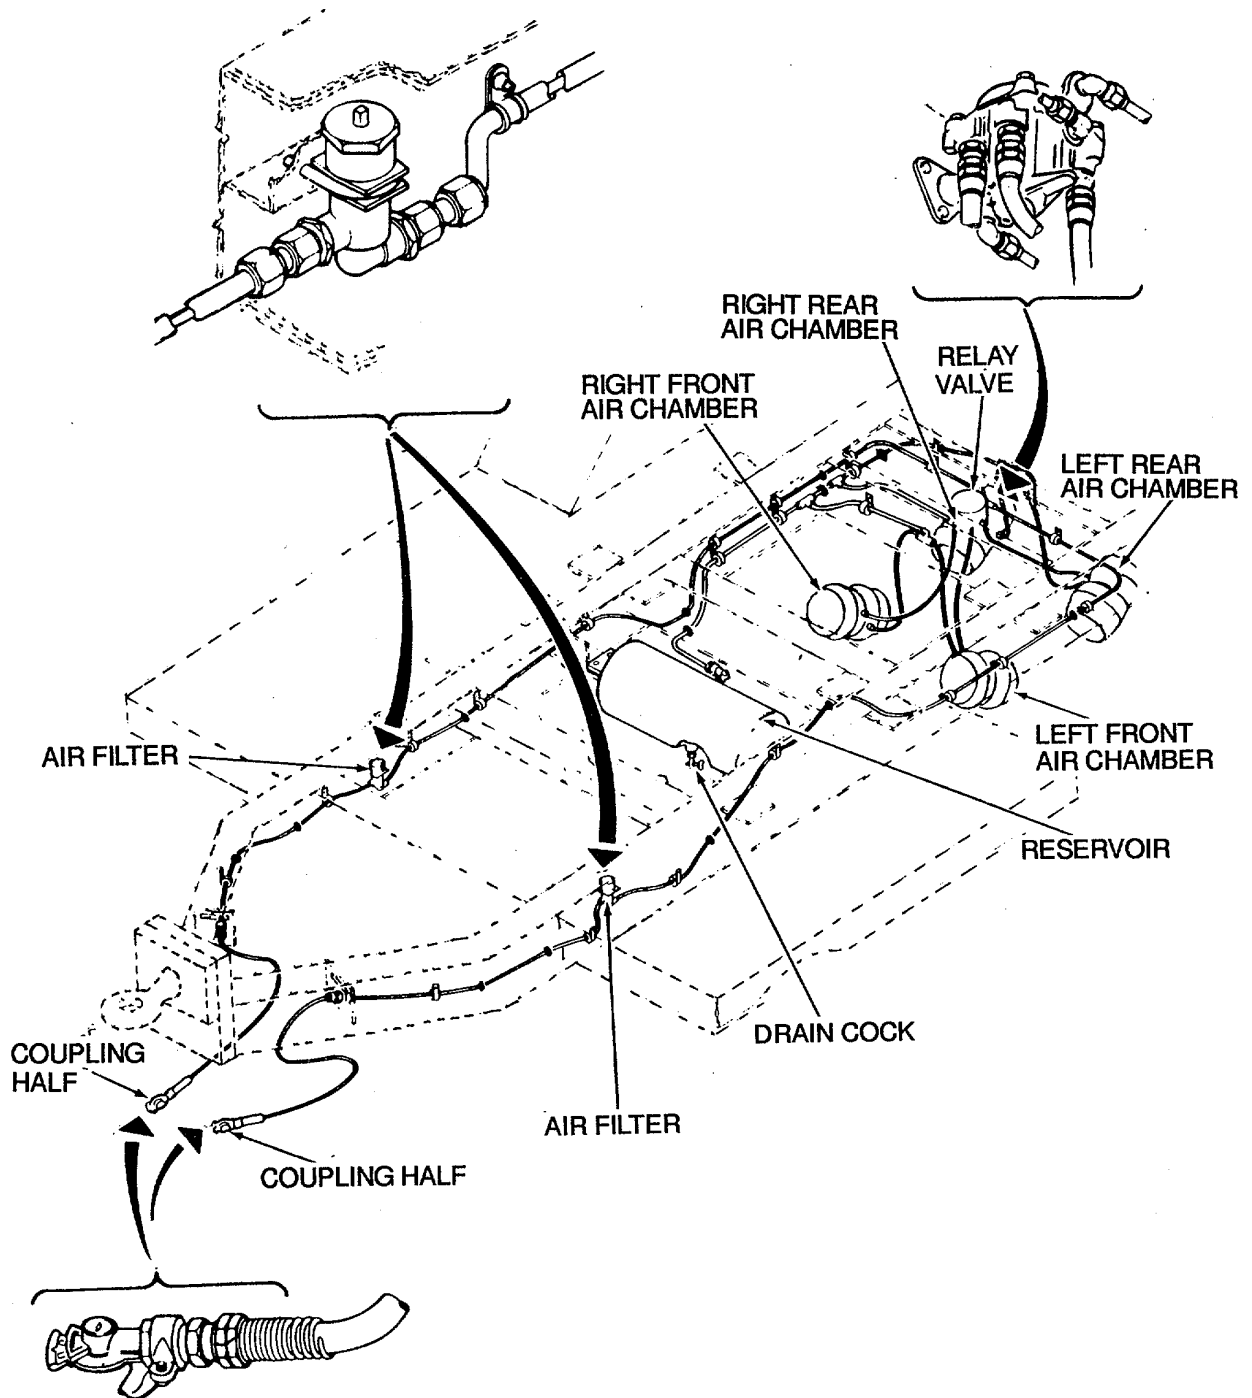 RIGHT REAR
AIR CHAMBER
RELAY
VALVE
RIGHT FRONT
AIR CHAMBER
LEFT REAR
AIR CHAMBER
AIR FILTER
LEFT FRONT
AIR CHAMBER
RESERVOIR
DRAIN COCK
COUPLING
HALF
AIR FILTER
COUPLING HALF